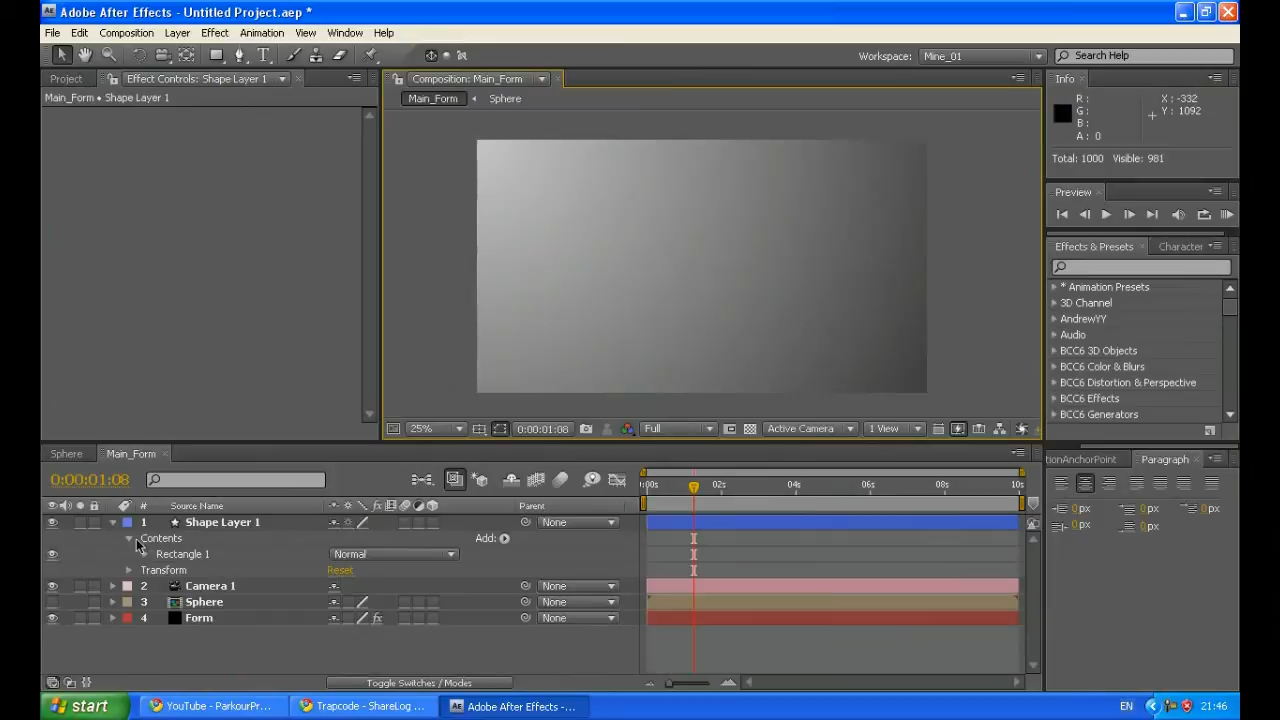 Adobe After Effects - Untitled Project.aep *
File Edit Composition Layer Effect Animation View Window Help
Workspace: Mine_01 Search Help
Project Effect Controls: Shape Layer 1 Composition: Main_Form Info
Main_Form • Shape Layer 1
Main_Form Sphere
R :
G :
B :
A : 0
X : -332
Y : 1092
Total: 1000 Visible: 981
Preview
Effects & Presets Character
* Animation Presets
3D Channel
AndrewYY
Audio
BCC6 3D Objects
BCC6 Color & Blurs
BCC6 Distortion & Perspective
BCC6 Effects
BCC6 Generators
25% 0:00:01:08 Full Active Camera 1 View
Sphere Main_Form
tionAnchorPoint Paragraph
0:00:01:08
:00s 02s 04s 06s 08s 10s
# Source Name Parent
1 Shape Layer 1 None
Contents Add:
Rectangle 1 Normal
Transform Reset
2 Camera 1 None
3 Sphere None
4 Form None
0 px 0 px 0 px
0 px 0 px
Toggle Switches / Modes
start YouTube - ParkourPr... Trapcode - ShareLog ... Adobe After Effects -... EN 21:46